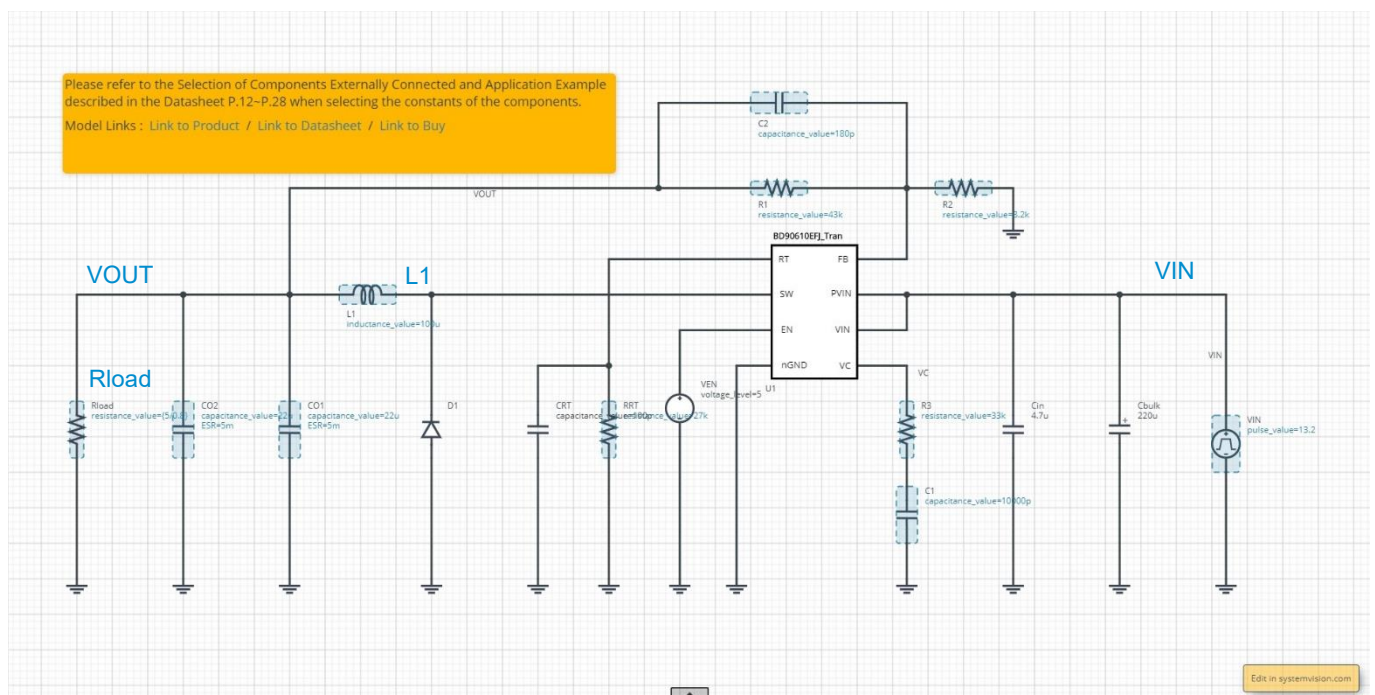 Please refer to the Selection of Components Externally Connected and Application Example
described in the Datasheet P.12~P.28 when selecting the constants of the components.
Model Links : Link to Product / Link to Datasheet / Link to Buy
C2
capacitance_value=180p
VOUT
R1
resistance_value=43k
R2
BD90610EFJ_Tran
RT
FB
VOUT
L1
VIN
SW
PVIN
L1
EN
VIN
VIN
nGND
VC
VC
U1
VEN
voltage_level=5
Rload
Rload
CO2
ESR=5m
CO1
capacitance_value=22u
ESR=5m
D1
CRT
RRT
R3
resistance_value=33k
Cin
4.7u
Cbulk
220u
VIN
pulse_value=13.2
C1
Edit in systemvision.com